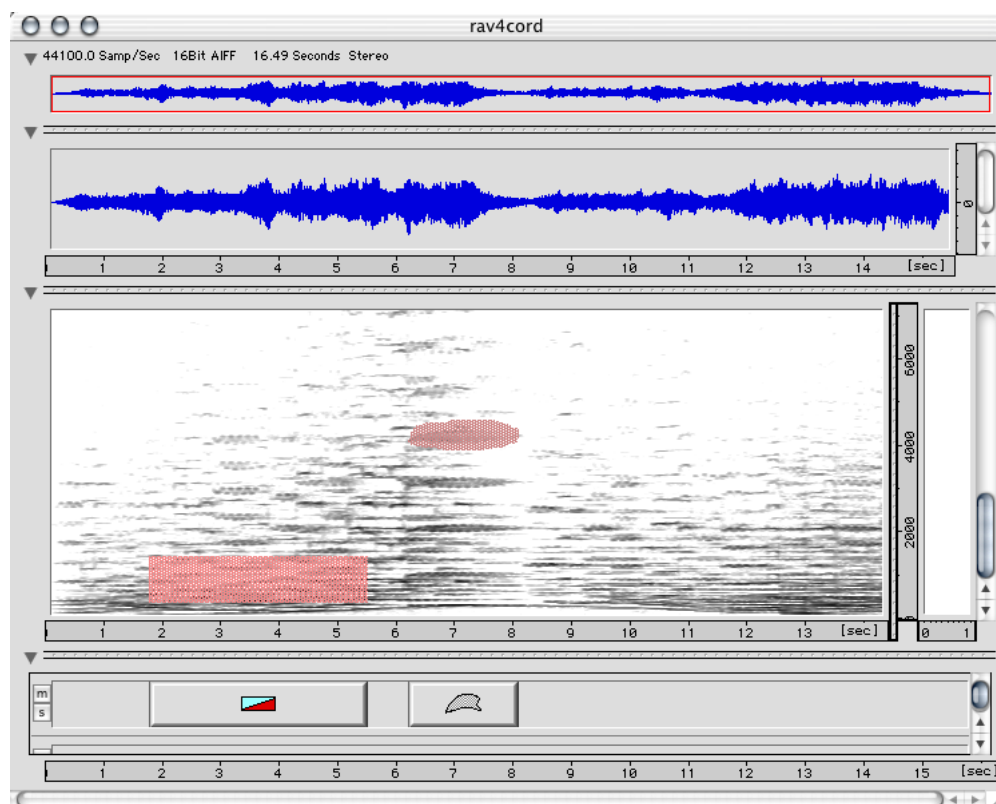 rav4cord
44100.0 Samp/Sec 16Bit AIFF 16.49 Seconds Stereo
0
1 2 3 4 5 6 7 8 9 10 11 12 13 14 [sec]
6000
4000
2000
0
1 2 3 4 5 6 7 8 9 10 11 12 13 [sec]
0 1
m
s
1 2 3 4 5 6 7 8 9 10 11 12 13 14 15 [sec]